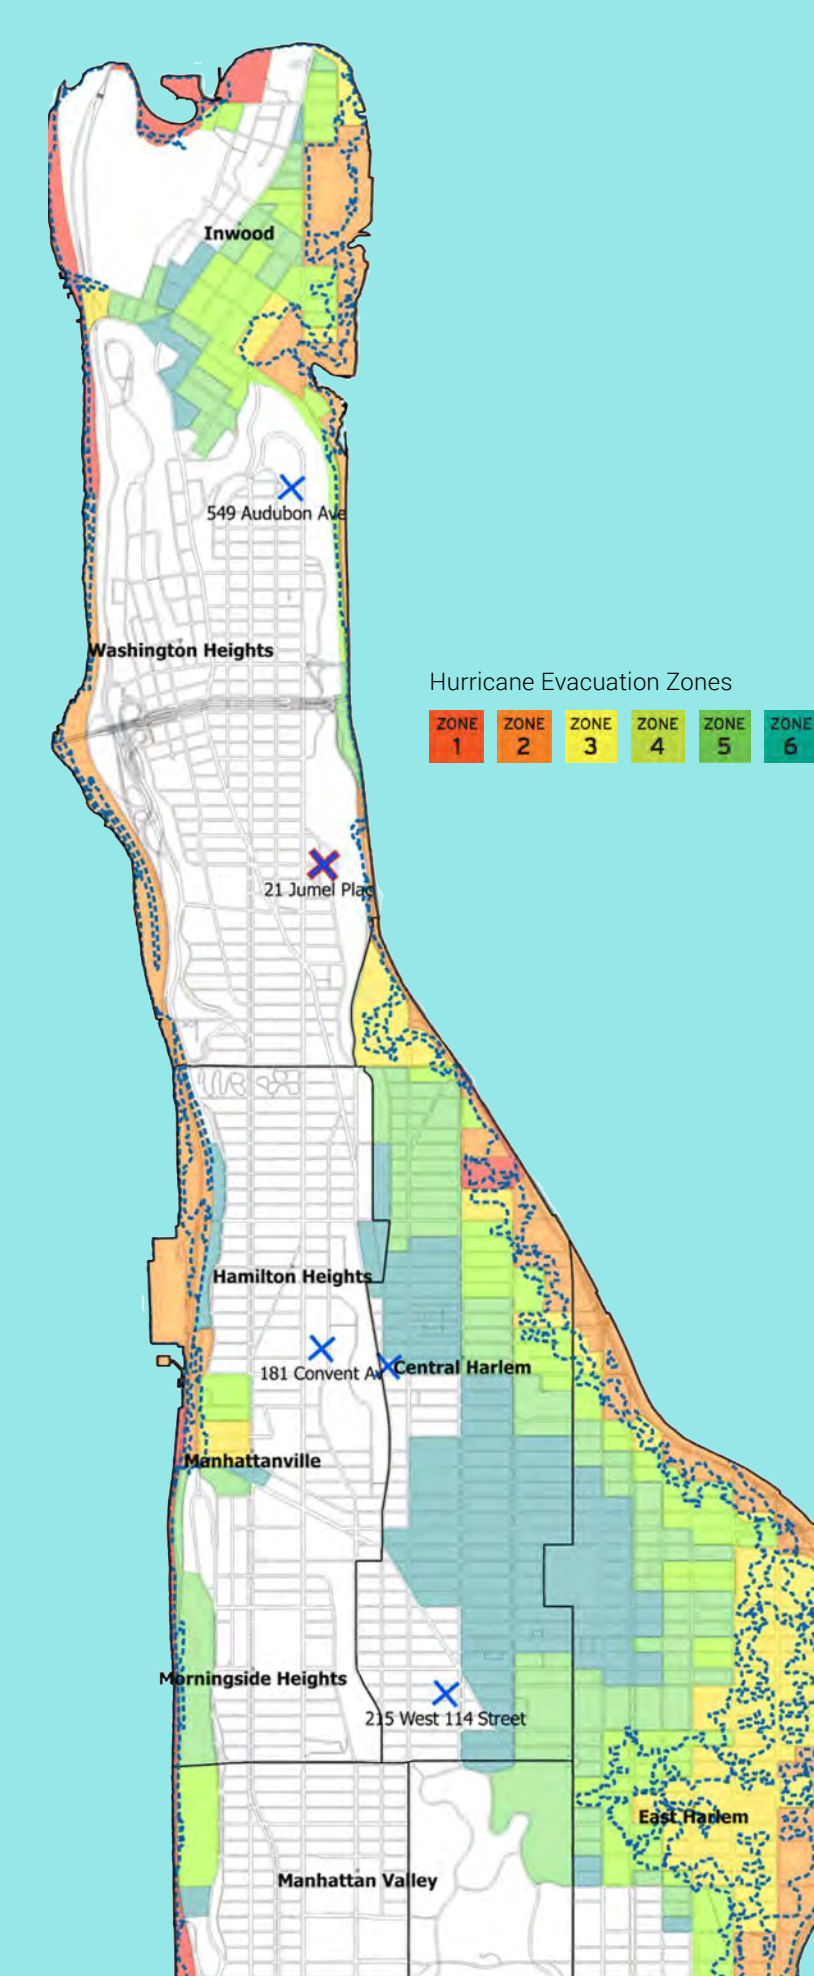 Inwood
549 Audubon Ave
Washington Heights
Hurricane Evacuation Zones
ZONE 1
ZONE 2
ZONE 3
ZONE 4
ZONE 5
ZONE 6
21 Jumel Plac
Hamilton Heights
181 Convent Av
Central Harlem
Manhattanville
Morningside Heights
215 West 114 Street
East Harlem
Manhattan Valley